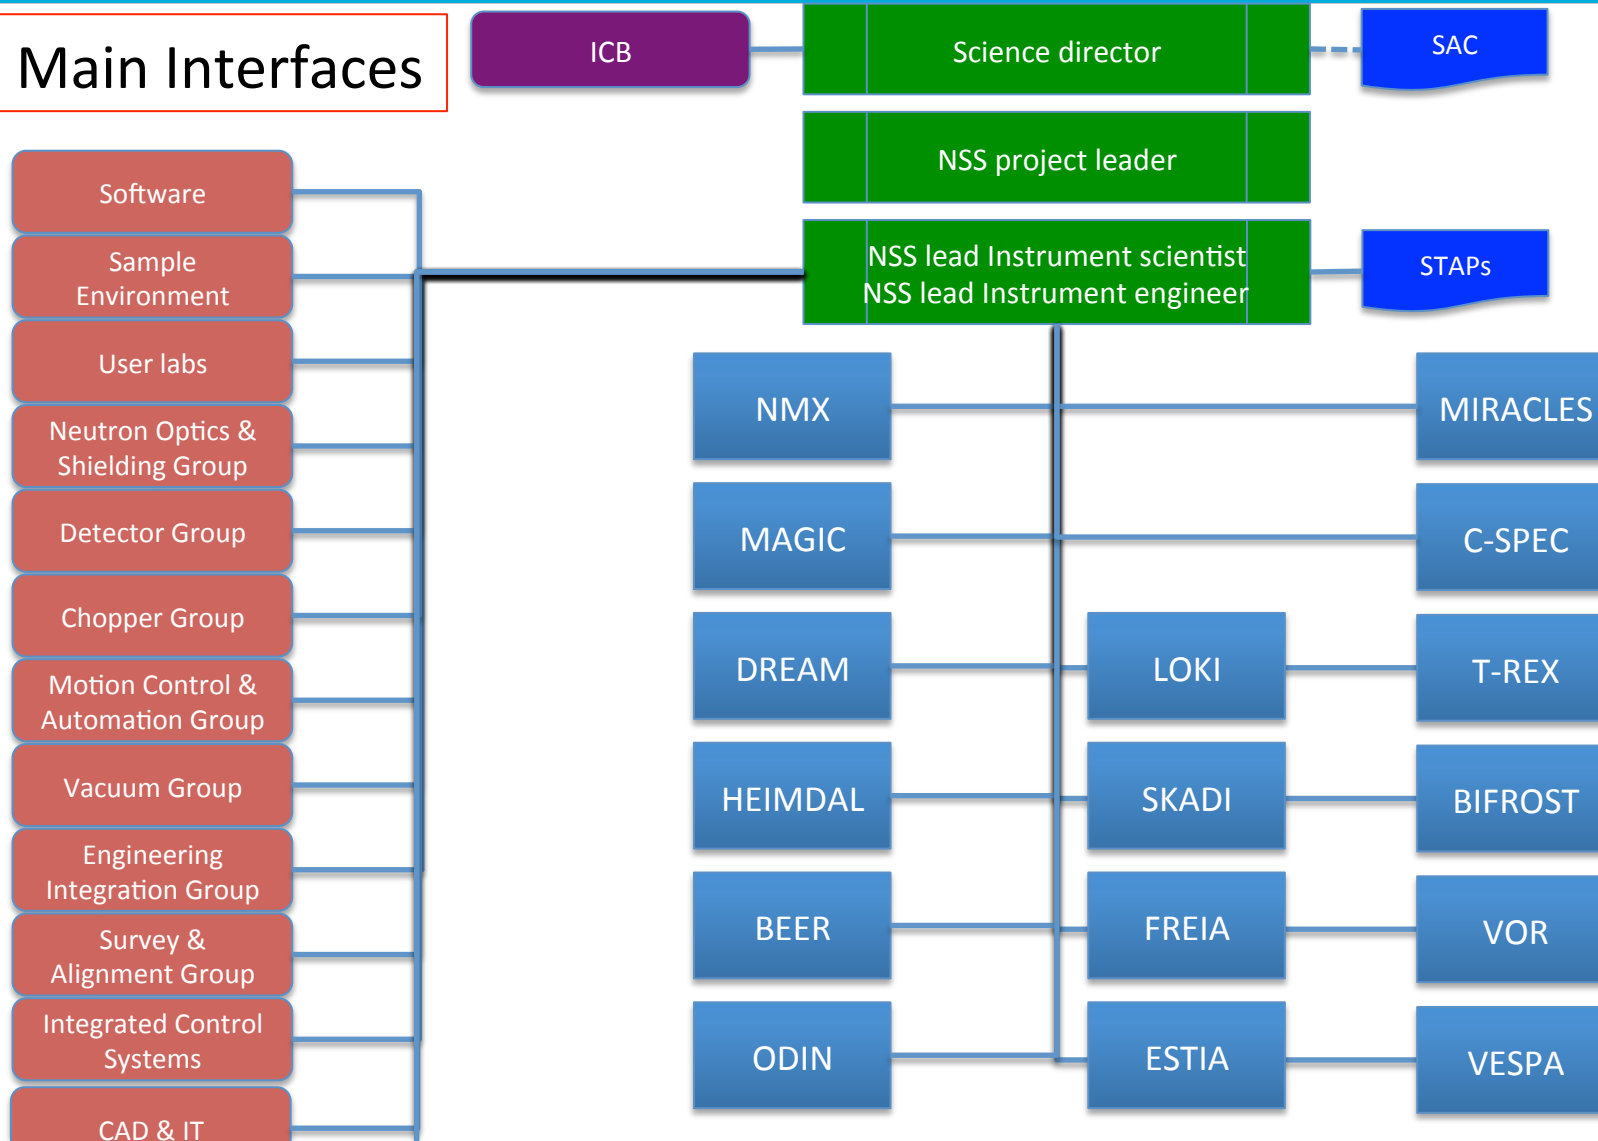 Main Interfaces
ICB
Science director
SAC
NSS project leader
NSS lead Instrument scientist
NSS lead Instrument engineer
STAPs
Software
Sample
Environment
User labs
Neutron Optics &
Shielding Group
Detector Group
Chopper Group
Motion Control &
Automation Group
Vacuum Group
Engineering
Integration Group
Survey &
Alignment Group
Integrated Control
Systems
CAD & IT
NMX
MIRACLES
MAGIC
C-SPEC
DREAM
LOKI
T-REX
HEIMDAL
SKADI
BIFROST
BEER
FREIA
VOR
ODIN
ESTIA
VESPA